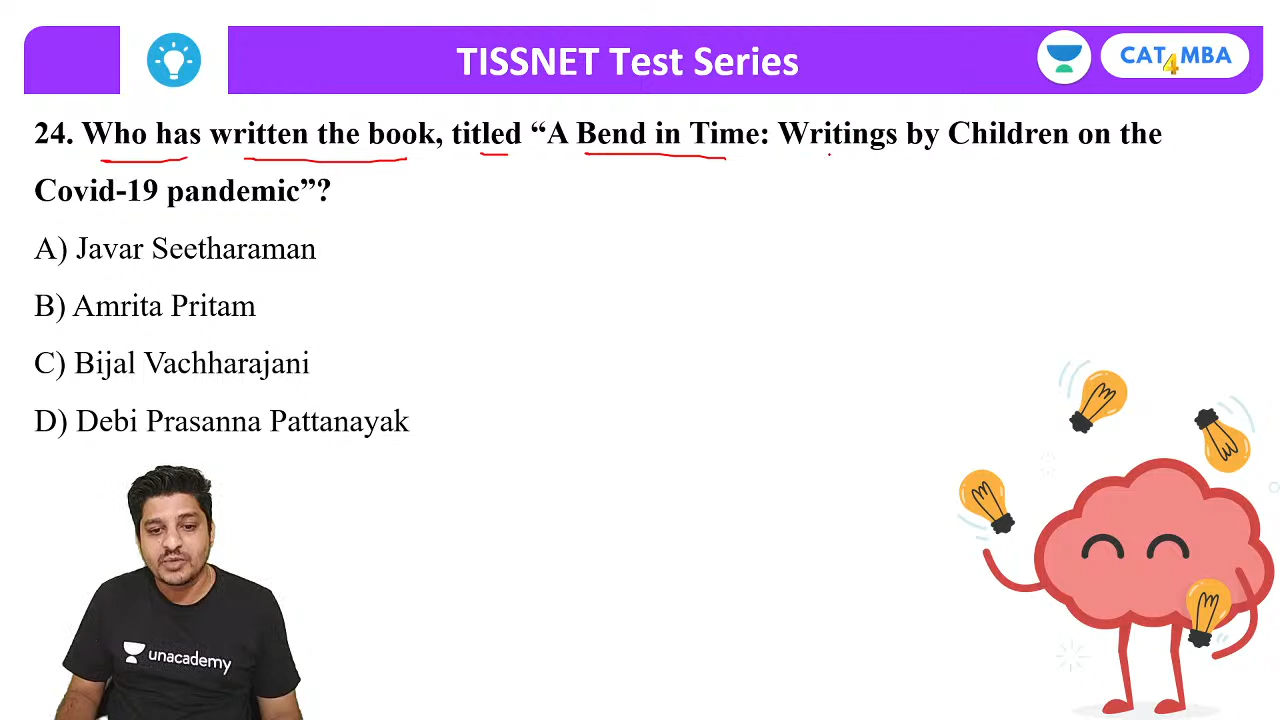 TISSNET Test Series
CAT4MBA
24. Who has written the book, titled “A Bend in Time: Writings by Children on the
Covid-19 pandemic”?
A) Javar Seetharaman
B) Amrita Pritam
C) Bijal Vachharajani
D) Debi Prasanna Pattanayak
unacademy